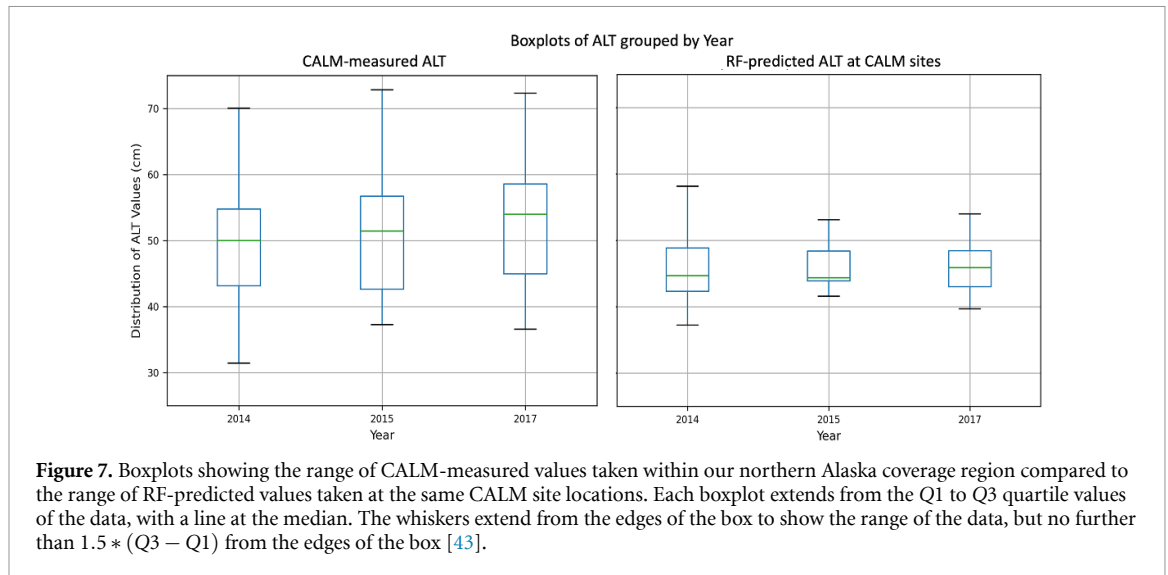 Boxplots of ALT grouped by Year
CALM-measured ALT
RF-predicted ALT at CALM sites
Distribution of ALT Values (cm)
70
60
50
40
30
2014
2015
2017
Year
2014
2015
2017
Year
Figure 7. Boxplots showing the range of CALM-measured values taken within our northern Alaska coverage region compared to
the range of RF-predicted values taken at the same CALM site locations. Each boxplot extends from the Q1 to Q3 quartile values
of the data, with a line at the median. The whiskers extend from the edges of the box to show the range of the data, but no further
than 1.5 ∗ (Q3 − Q1) from the edges of the box [43].